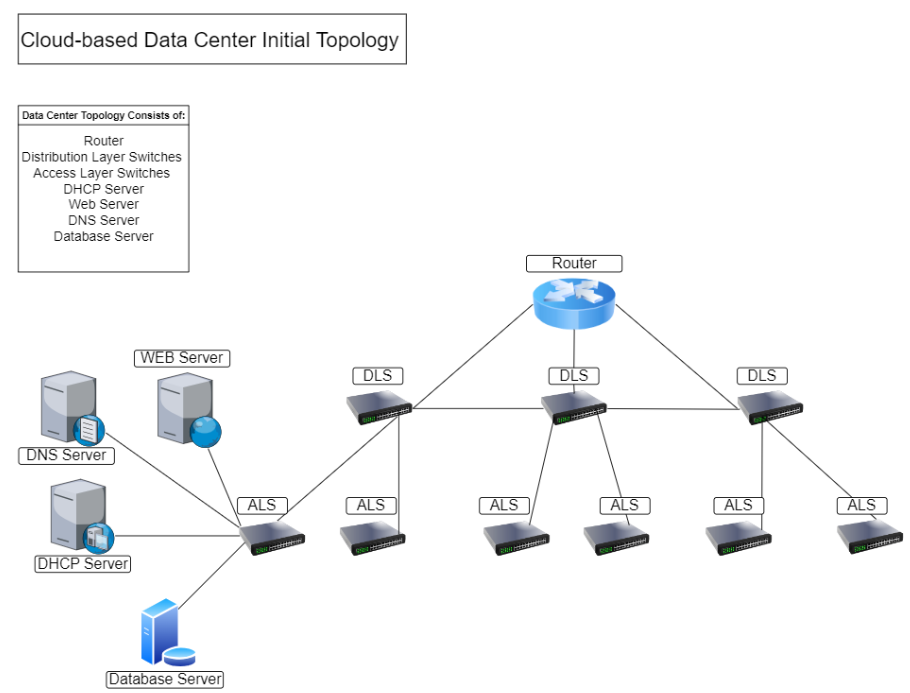 Cloud-based Data Center Initial Topology
Data Center Topology Consists of:
Router
Distribution Layer Switches
Access Layer Switches
DHCP Server
Web Server
DNS Server
Database Server
Router
WEB Server
DLS
DLS
DLS
DNS Server
ALS
ALS
ALS
ALS
ALS
ALS
DHCP Server
Database Server